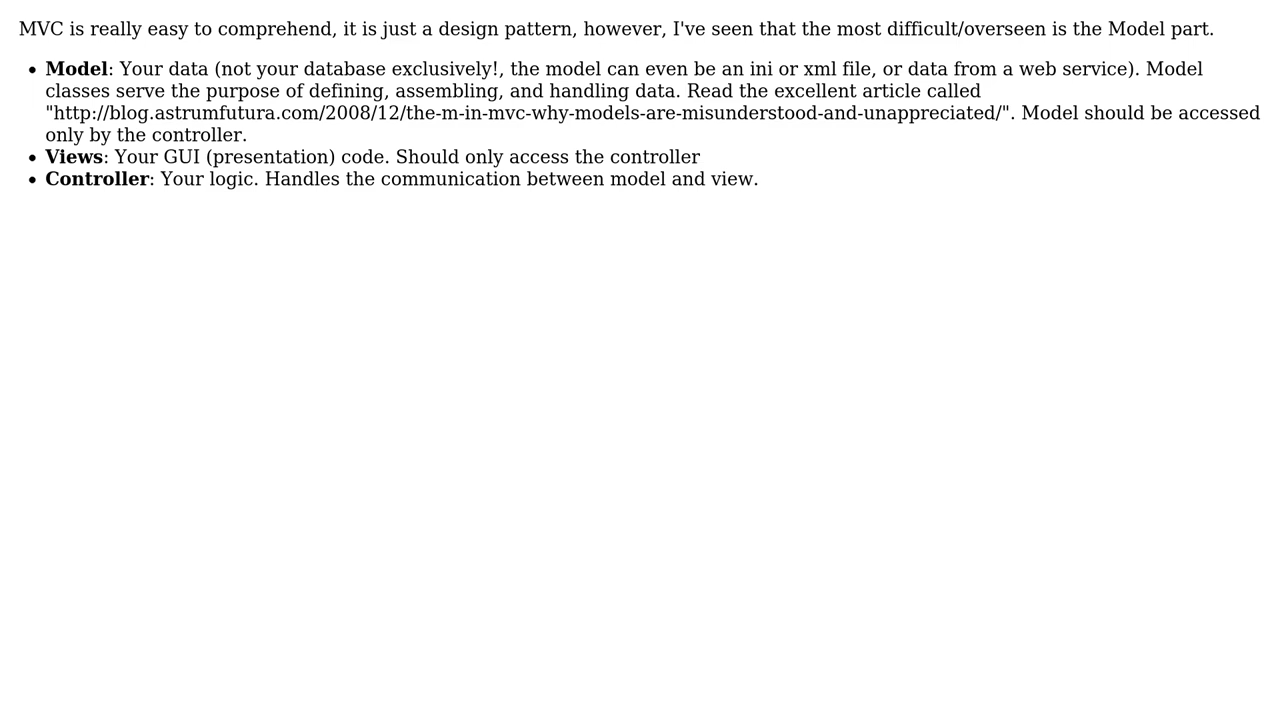 MVC is really easy to comprehend, it is just a design pattern, however, I've seen that the most difficult/overseen is the Model part.
• Model: Your data (not your database exclusively!, the model can even be an ini or xml file, or data from a web service). Model
classes serve the purpose of defining, assembling, and handling data. Read the excellent article called
"http://blog.astrumfutura.com/2008/12/the-m-in-mvc-why-models-are-misunderstood-and-unappreciated/". Model should be accessed
only by the controller.
• Views: Your GUI (presentation) code. Should only access the controller
• Controller: Your logic. Handles the communication between model and view.